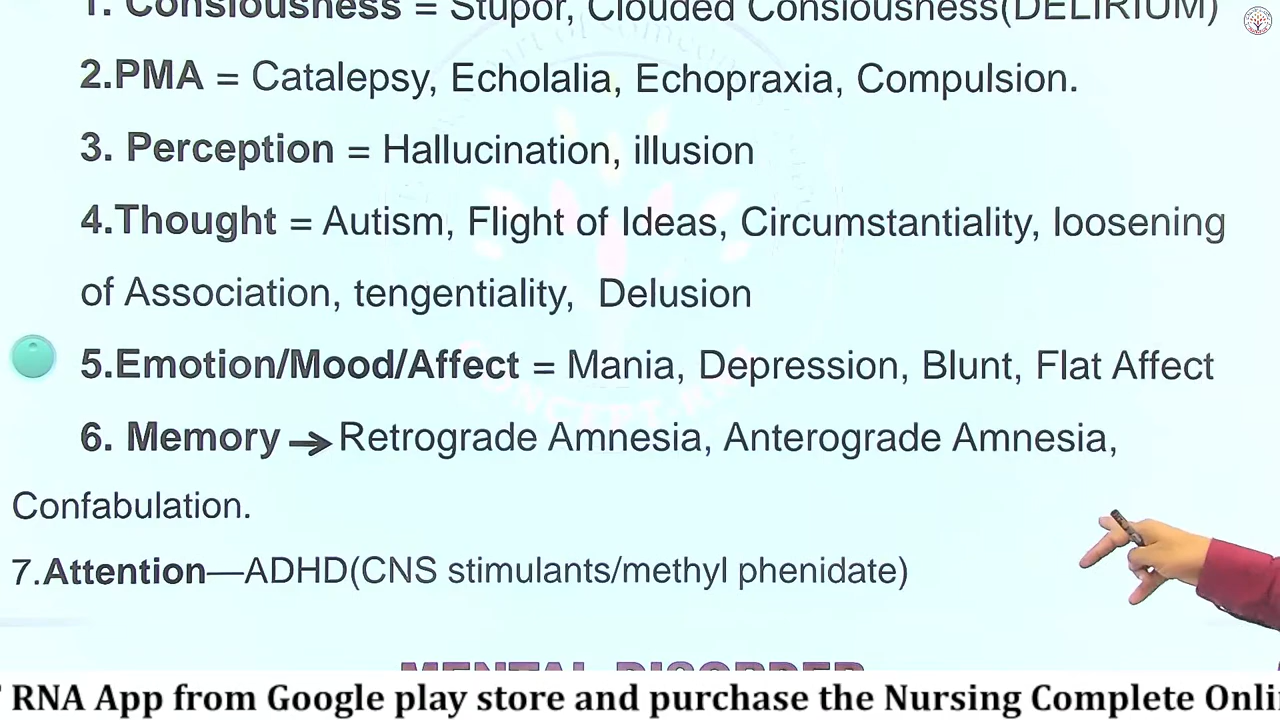 1. Consiousness = Stupor, Clouded Consiousness(DELIRIUM)
2.PMA = Catalepsy, Echolalia, Echopraxia, Compulsion.
3. Perception = Hallucination, illusion
4.Thought = Autism, Flight of Ideas, Circumstantiality, loosening
of Association, tengentiality, Delusion
5.Emotion/Mood/Affect = Mania, Depression, Blunt, Flat Affect
6. Memory → Retrograde Amnesia, Anterograde Amnesia,
Confabulation.
7.Attention—ADHD(CNS stimulants/methyl phenidate)
MENTAL DISORDER
RNA App from Google play store and purchase the Nursing Complete Onli